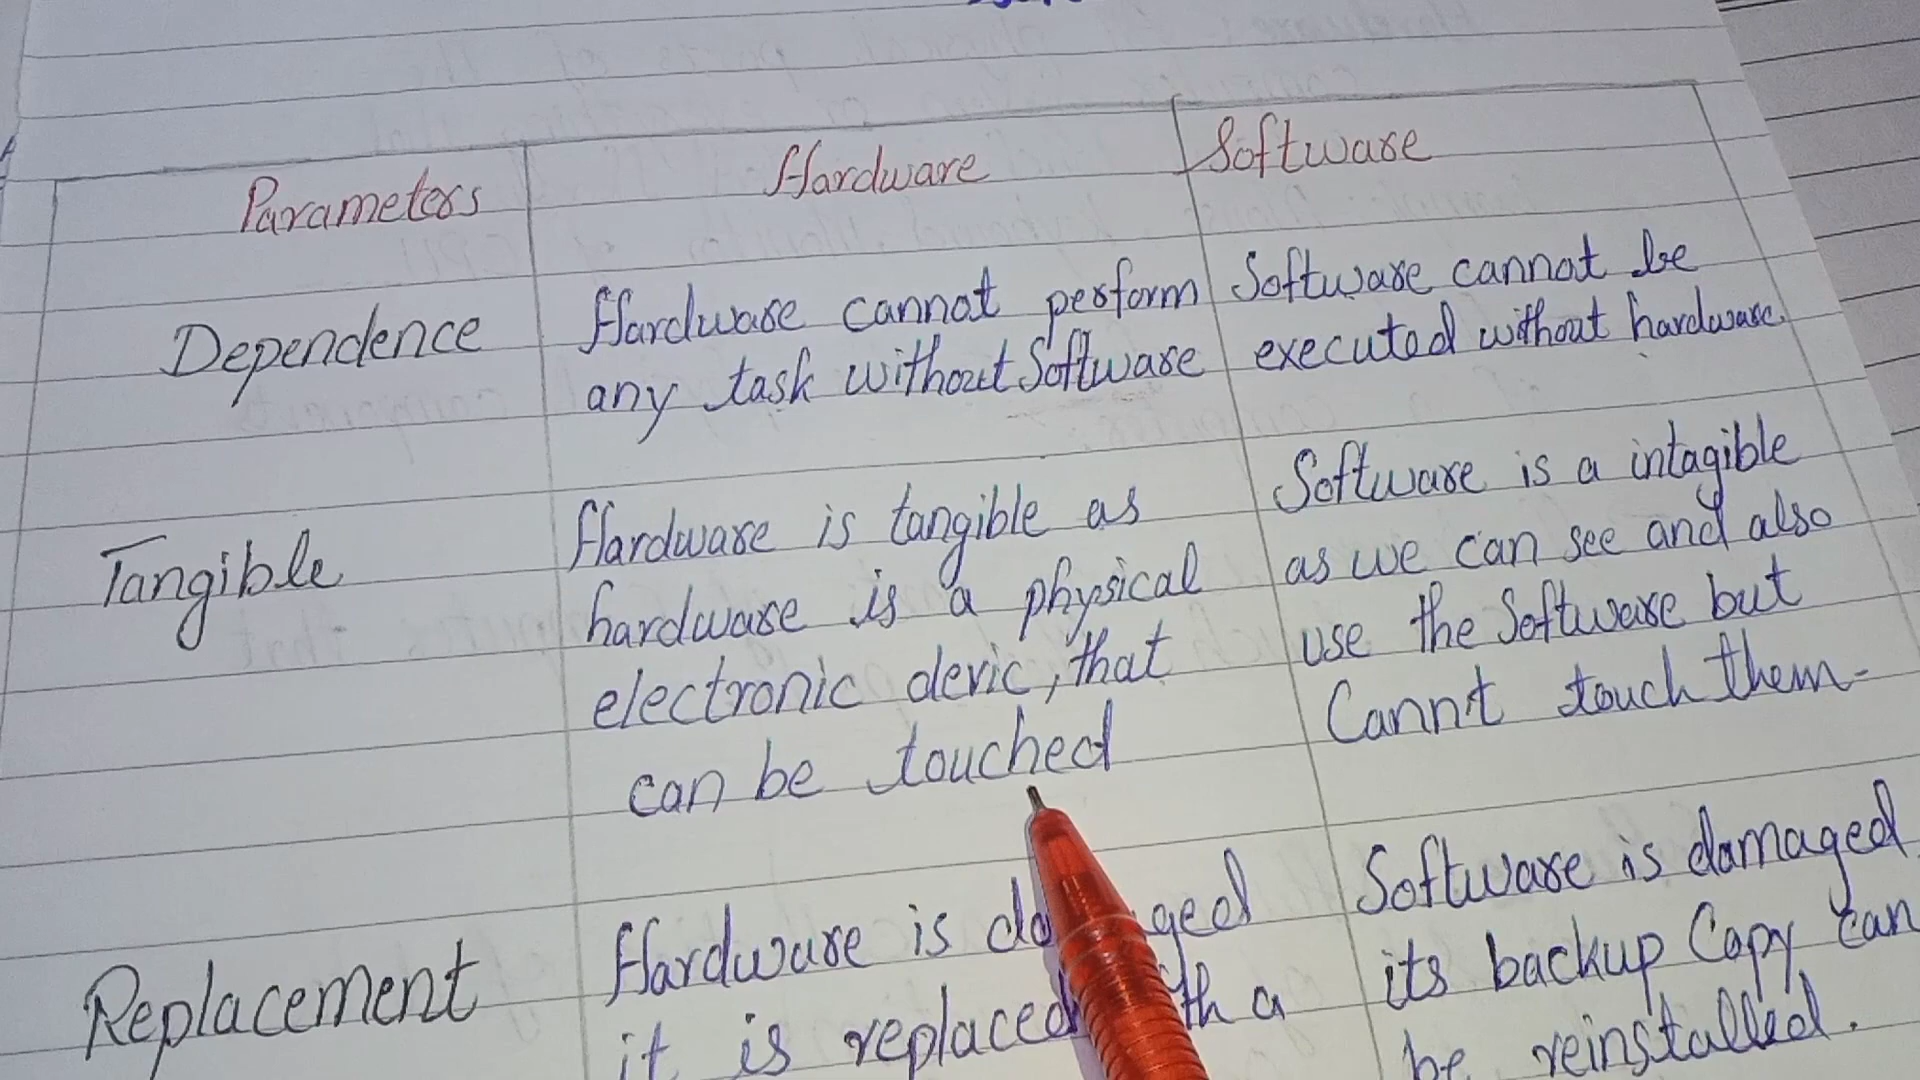 Parameters Hardware Software
Dependence
Hardware cannot perform
any task without Software
Software cannot be
executed without hardware.
Tangible
Hardware is tangible as
hardware is a physical
electronic devic, that
can be touched
Software is a intagible
as we can see and also
use the Software but
Cannt touch them-
Replacement
Hardware is
it is replaced a
Software is damaged
its backup Copy can
be reinstalled.